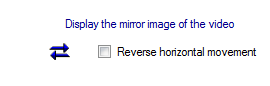 Display the mirror image of the video
Reverse horizontal movement